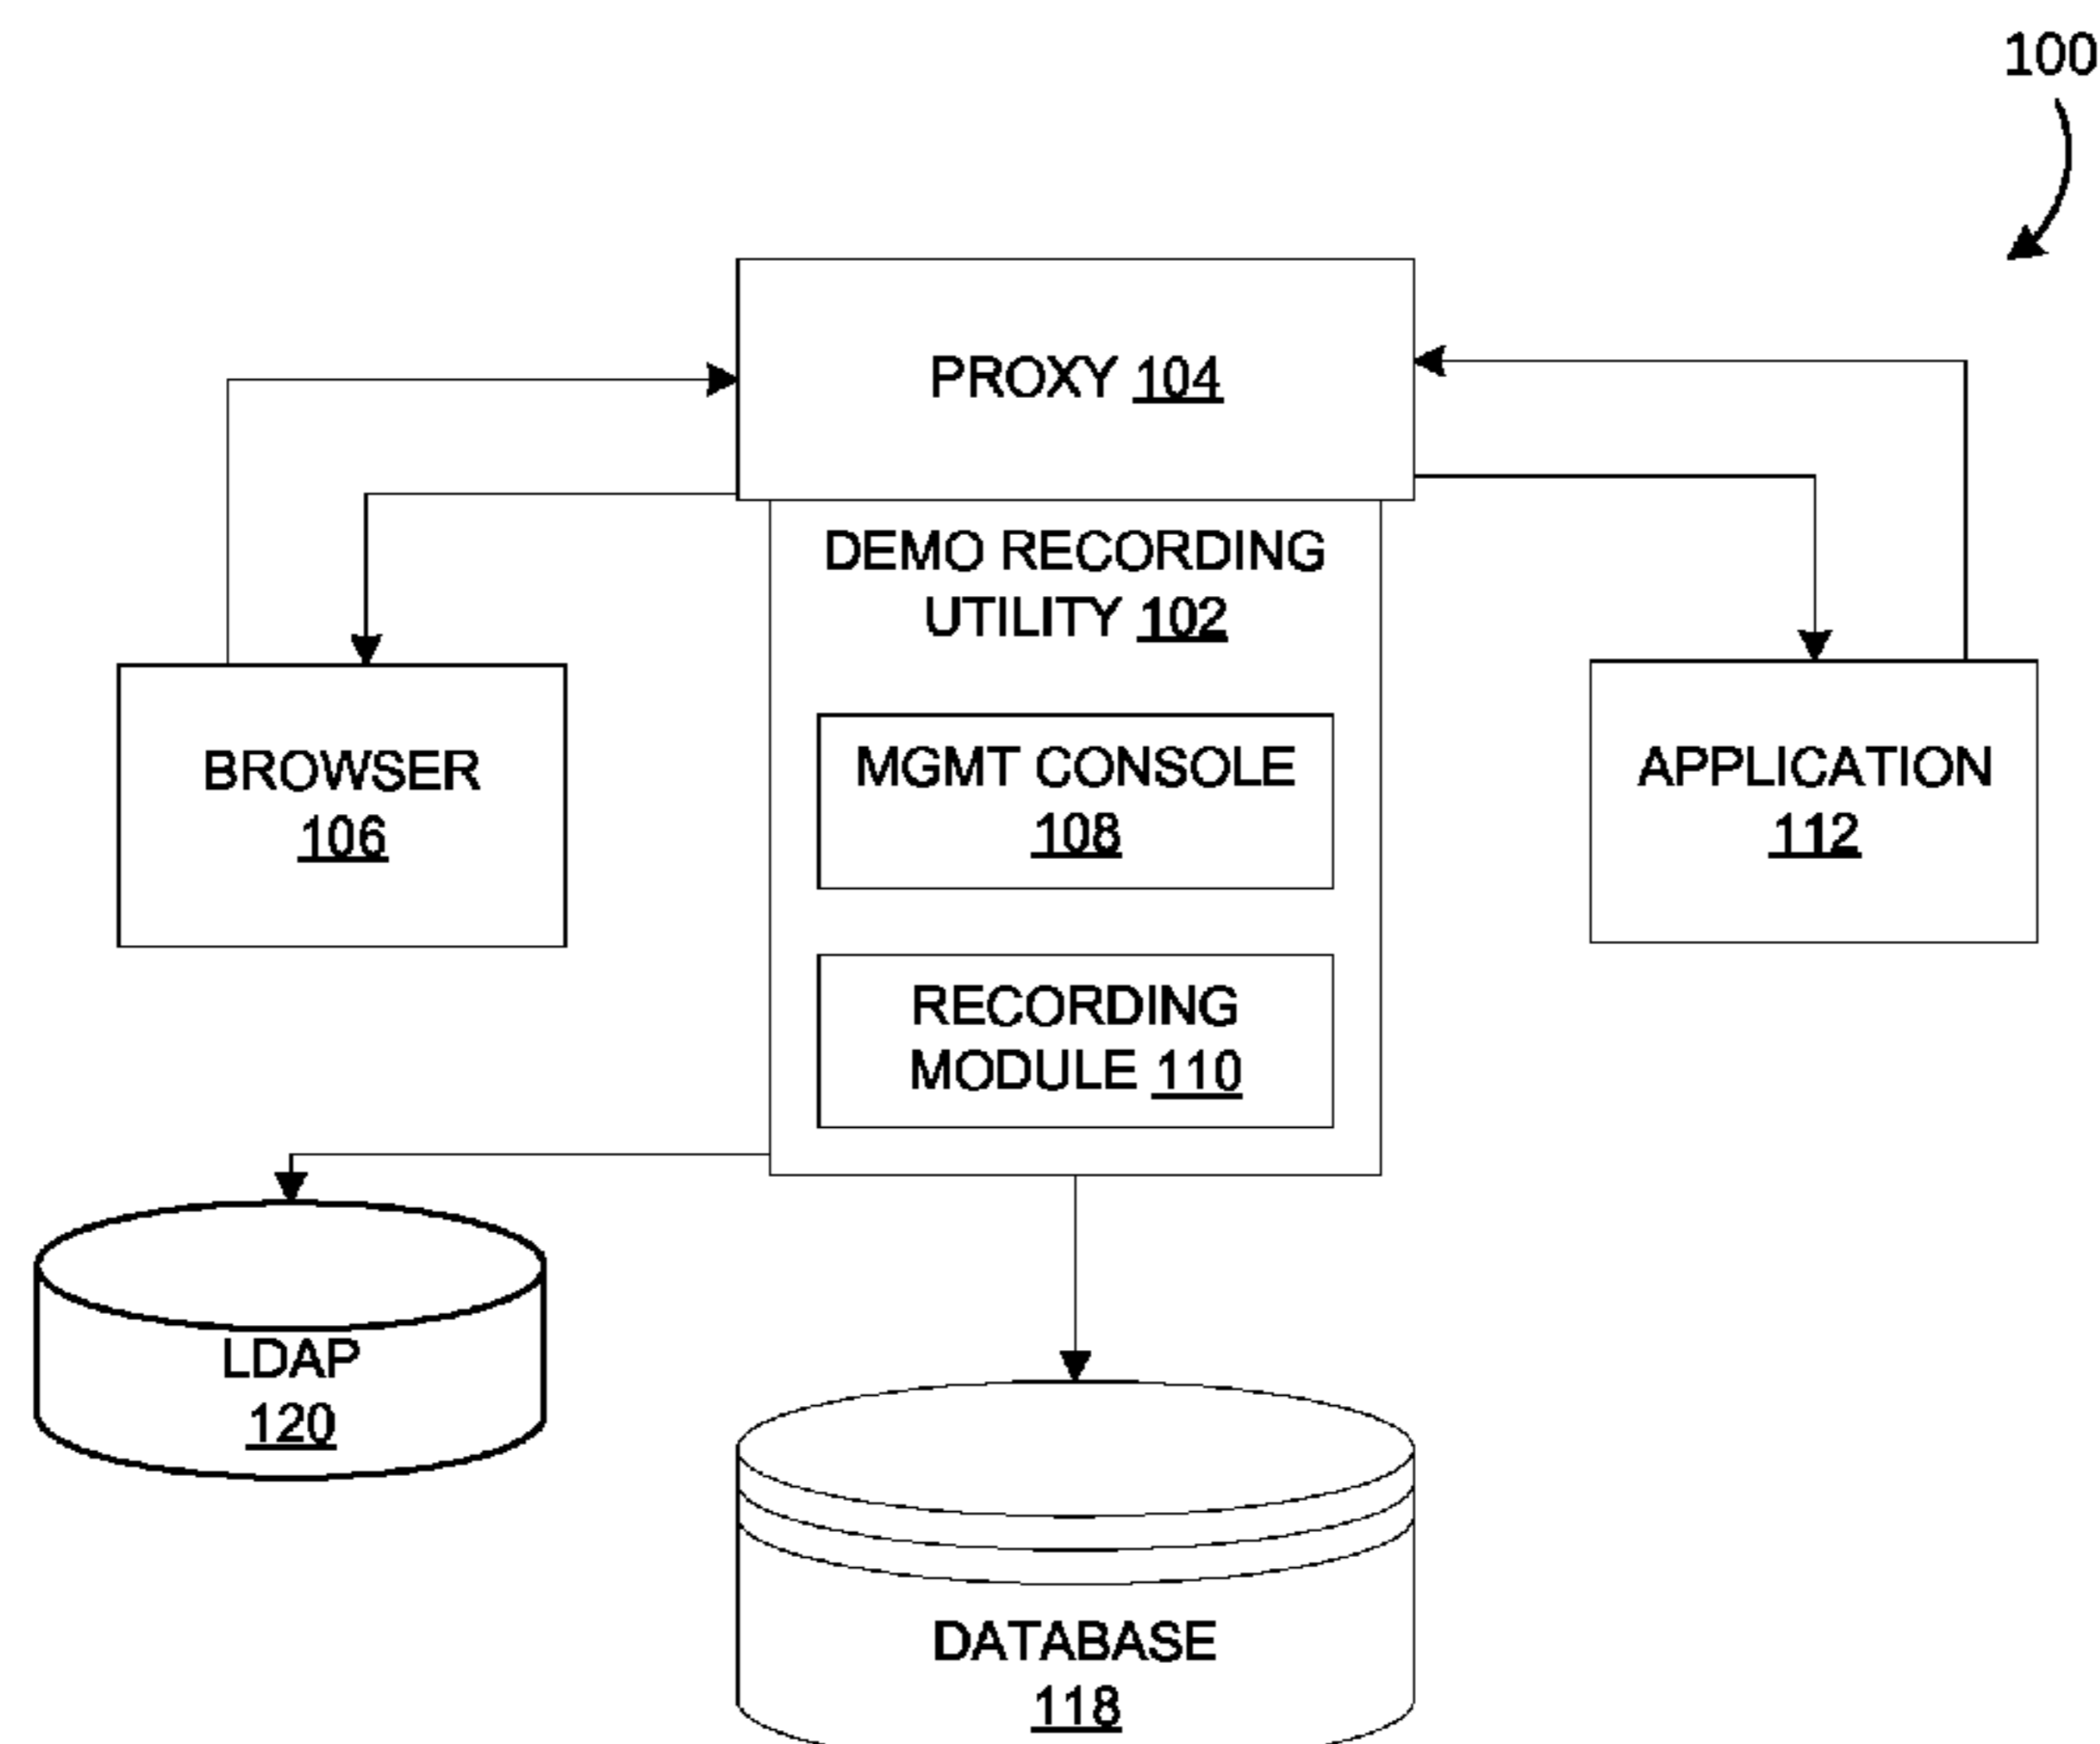 100
PROXY 104
DEMO RECORDING
UTILITY 102
BROWSER
106
MGMT CONSOLE
108
APPLICATION
112
RECORDING
MODULE 110
LDAP
120
DATABASE
118